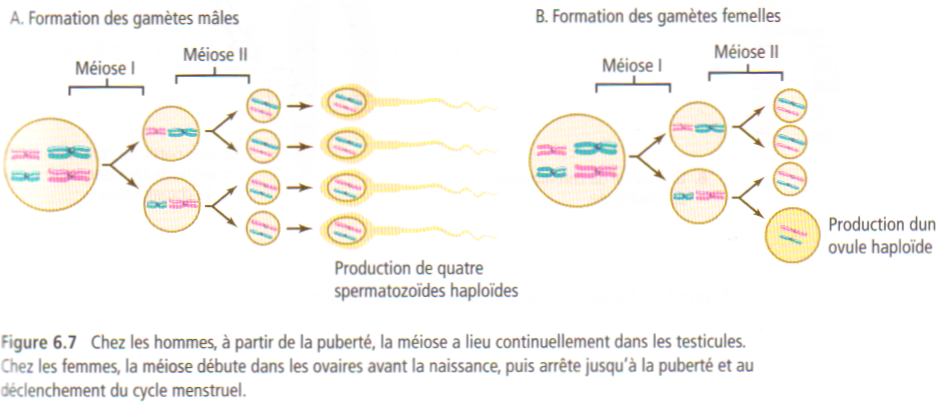 A. Formation des gamètes mâles
Méiose I
Méiose II
Production de quatre
spermatozoïdes haploïdes
B. Formation des gamètes femelles
Méiose I
Méiose II
Production dun
ovule haploïde
Figure 6.7 Chez les hommes, à partir de la puberté, la méiose a lieu continuellement dans les testicules.
Chez les femmes, la méiose débute dans les ovaires avant la naissance, puis arrête jusqu'à la puberté et au
déclenchement du cycle menstruel.